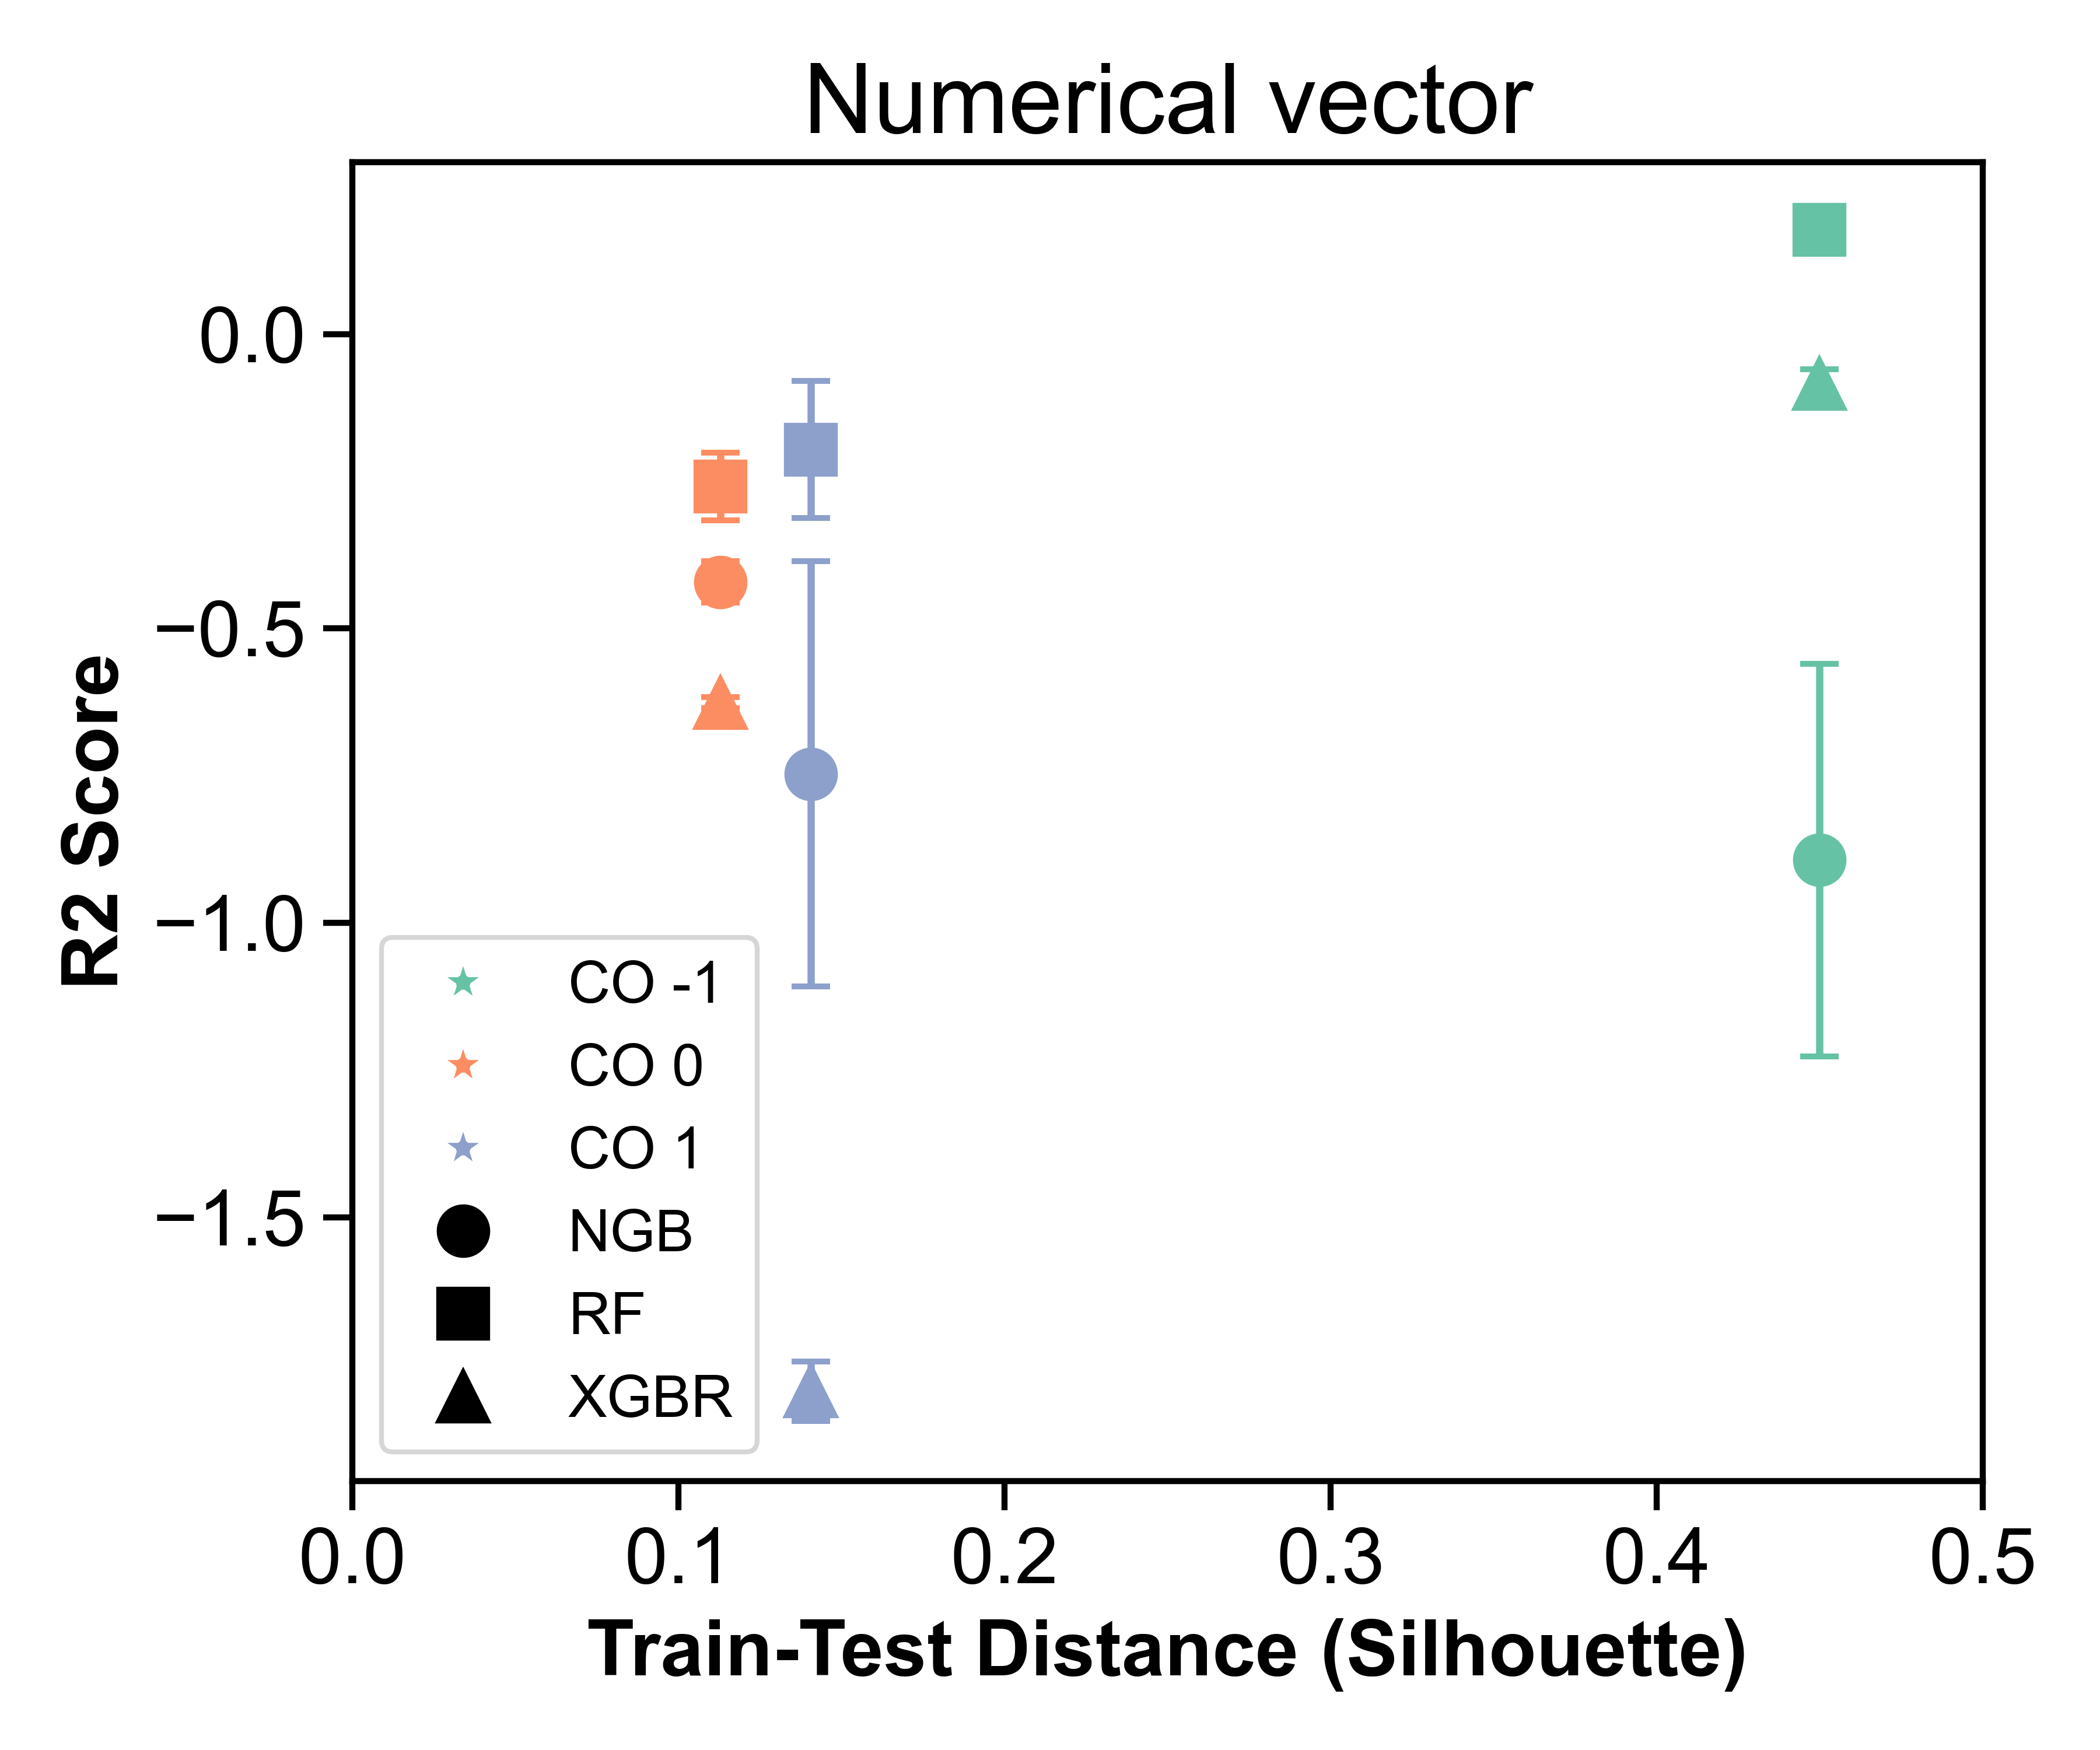 Numerical vector
R2 Score
0.0
−0.5
−1.0
−1.5
CO -1
CO 0
CO 1
NGB
RF
XGBR
0.0 0.1 0.2 0.3 0.4 0.5
Train-Test Distance (Silhouette)